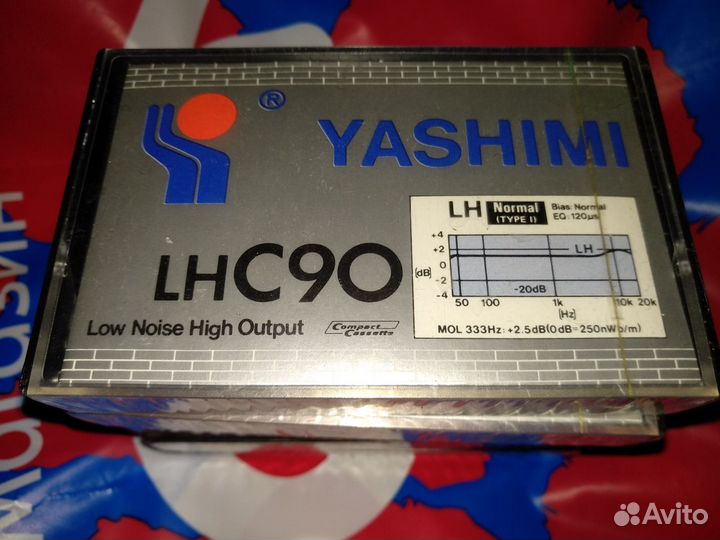 ®
YASHIMI
LHC90
Low Noise High Output
Compact
Cassette
LH Normal (TYPE I) Bias: Normal
EQ: 120μs
+4
+2
0
-2
-4
(dB)
LH
-20dB
50 100 1k 10k 20k
(Hz)
MOL 333Hz: +2.5dB(0dB=250nWb/m)
Магазин
Avito